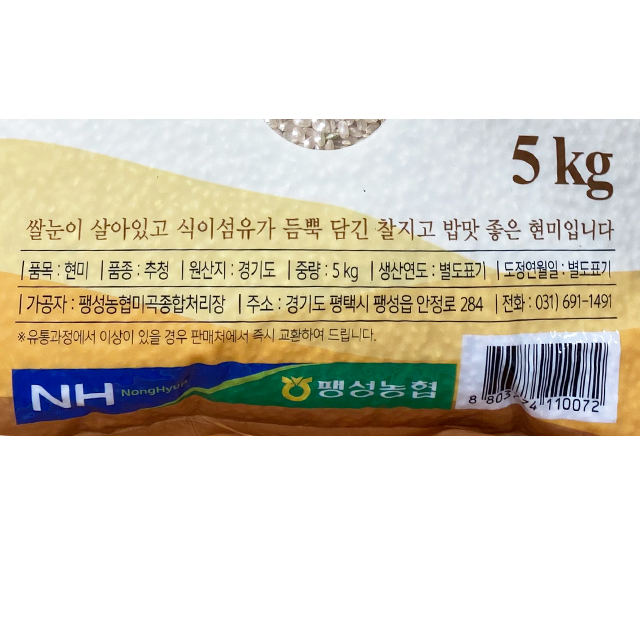 5 kg
쌀눈이 살아있고 식이섬유가 듬뿍 담긴 찰지고 밥맛 좋은 현미입니다
| 품목 : 현미 | 품종 : 추청 | 원산지 : 경기도 | 중량 : 5 kg | 생산연도 : 별도표기 | 도정연월일 : 별도표기
| 가공자 : 팽성농협미곡종합처리장 | 주소 : 경기도 평택시 팽성읍 안정로 284 | 전화 : 031) 691-1491
※유통과정에서 이상이 있을 경우 판매처에서 즉시 교환하여 드립니다.
NH NongHyup 팽성농협
110072